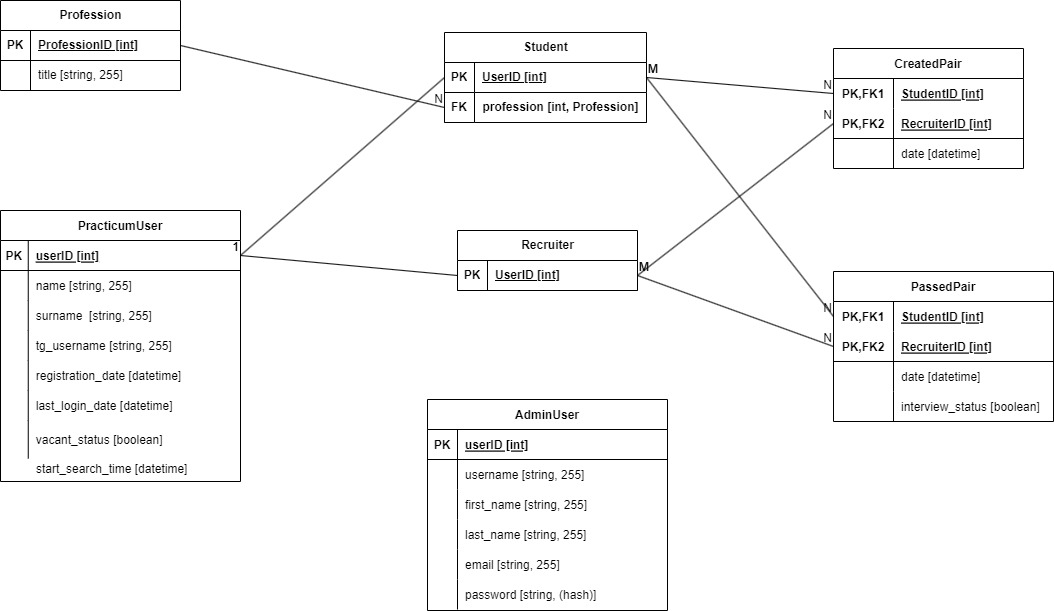 Profession
PK ProfessionID [int]
title [string, 255]
Student
PK UserID [int]
FK profession [int, Profession]
N
M
CreatedPair
N
PK,FK1 StudentID [int]
N
PK,FK2 RecruiterID [int]
date [datetime]
PracticumUser
1
PK userID [int]
name [string, 255]
surname  [string, 255]
tg_username [string, 255]
registration_date [datetime]
last_login_date [datetime]
vacant_status [boolean]
start_search_time [datetime]
Recruiter
PK UserID [int]
M
PassedPair
N
PK,FK1 StudentID [int]
N
PK,FK2 RecruiterID [int]
date [datetime]
interview_status [boolean]
AdminUser
PK userID [int]
username [string, 255]
first_name [string, 255]
last_name [string, 255]
email [string, 255]
password [string, (hash)]